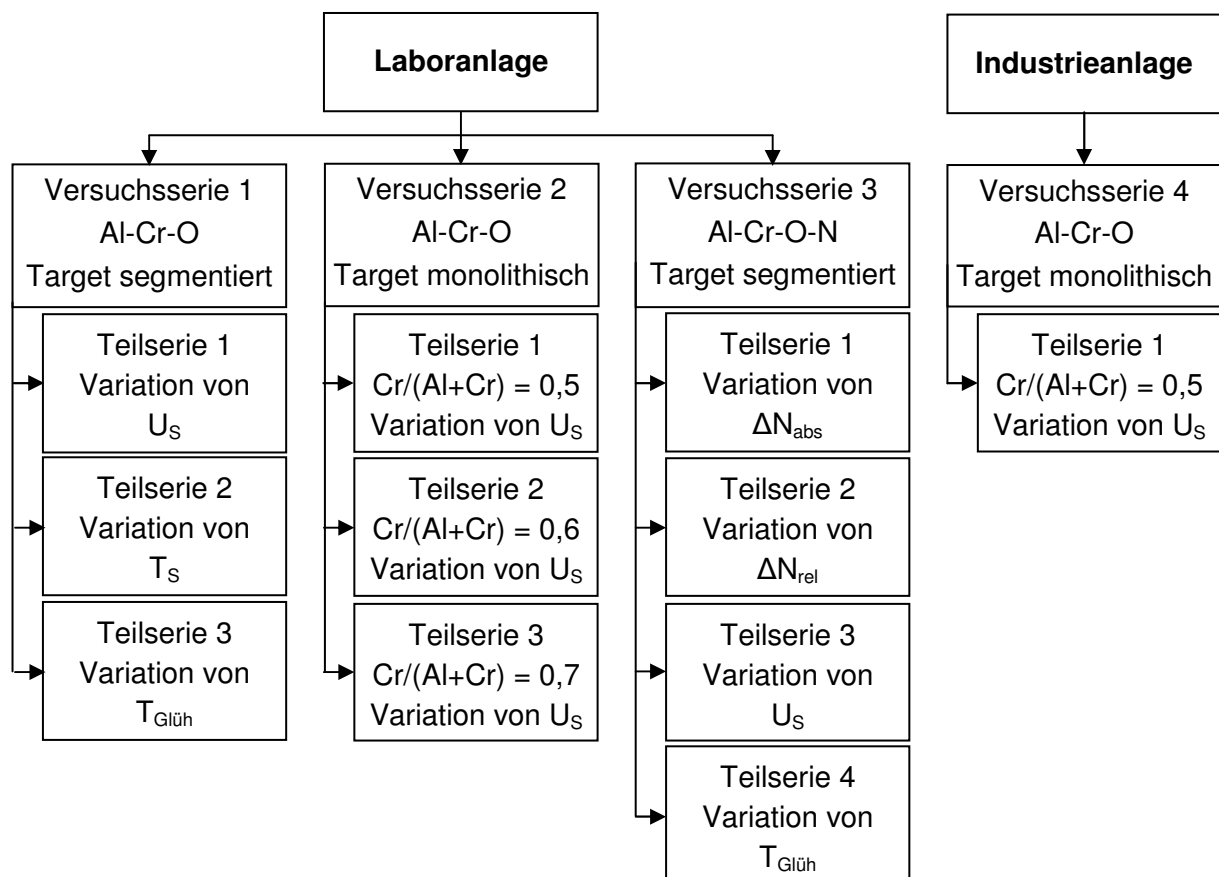 Laboranlage
Industrieanlage
Versuchsserie 1
Al-Cr-O
Target segmentiert
Teilserie 1
Variation von
U_S
Teilserie 2
Variation von
T_S
Teilserie 3
Variation von
T_Glüh
Versuchsserie 2
Al-Cr-O
Target monolithisch
Teilserie 1
Cr/(Al+Cr) = 0,5
Variation von U_S
Teilserie 2
Cr/(Al+Cr) = 0,6
Variation von U_S
Teilserie 3
Cr/(Al+Cr) = 0,7
Variation von U_S
Versuchsserie 3
Al-Cr-O-N
Target segmentiert
Teilserie 1
Variation von
ΔN_abs
Teilserie 2
Variation von
ΔN_rel
Teilserie 3
Variation von
U_S
Teilserie 4
Variation von
T_Glüh
Versuchsserie 4
Al-Cr-O
Target monolithisch
Teilserie 1
Cr/(Al+Cr) = 0,5
Variation von U_S